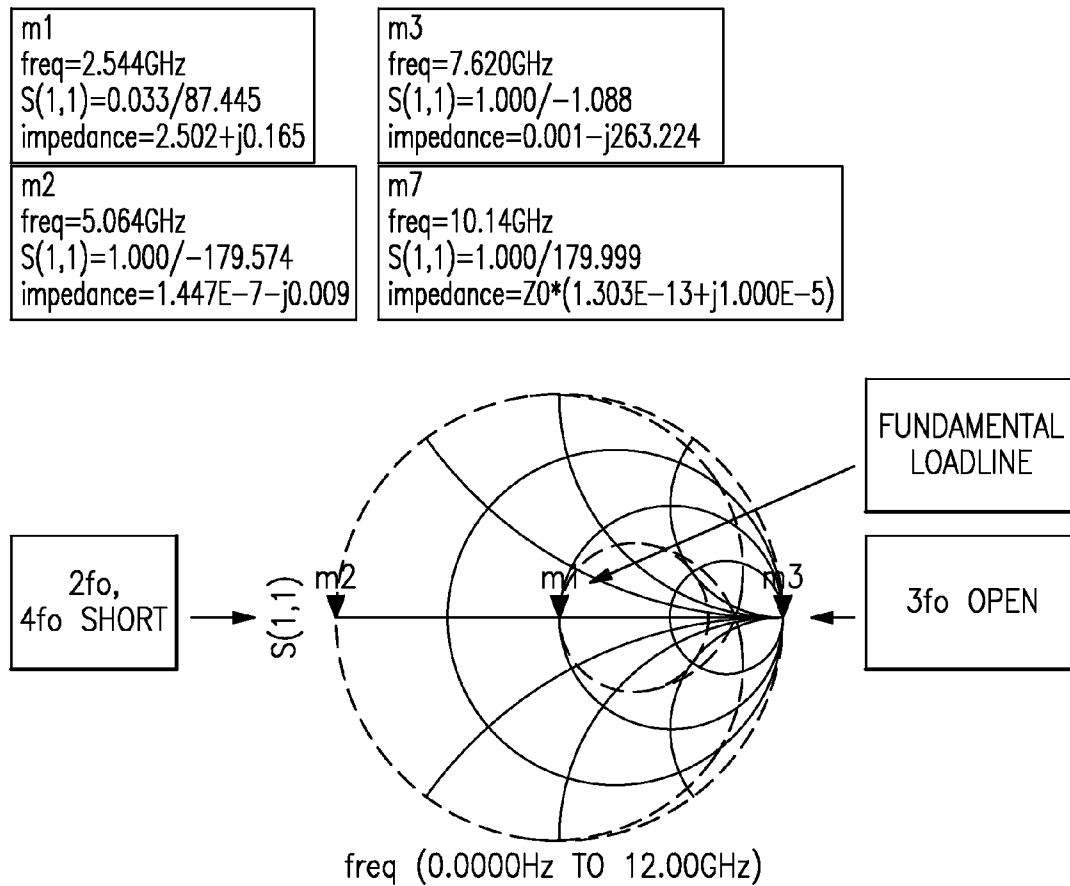 m1
freq=2.544GHz
S(1,1)=0.033/87.445
impedance=2.502+j0.165
m3
freq=7.620GHz
S(1,1)=1.000/−1.088
impedance=0.001−j263.224
m2
freq=5.064GHz
S(1,1)=1.000/−179.574
impedance=1.447E−7−j0.009
m7
freq=10.14GHz
S(1,1)=1.000/179.999
impedance=Z0*(1.303E−13+j1.000E−5)
FUNDAMENTAL
LOADLINE
2fo,
4fo SHORT
S(1,1)
m2
m1
m3
3fo OPEN
freq (0.0000Hz TO 12.00GHz)